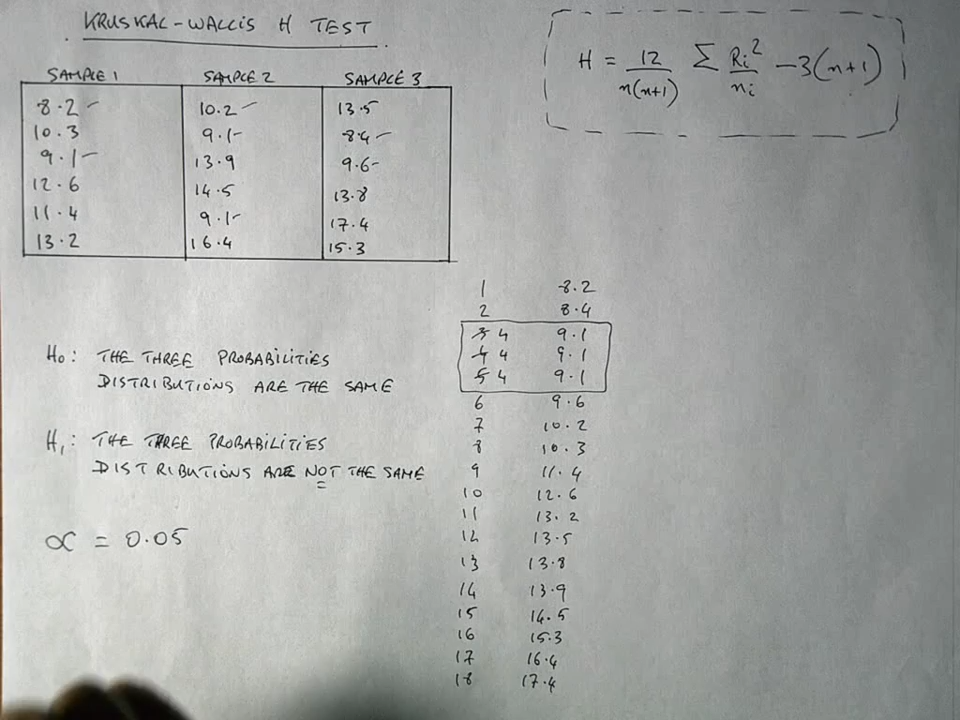 KRUSKAL-WALLIS H TEST
H = 12/n(n+1) Σ Ri²/ni - 3(n+1)
SAMPLE 1 SAMPLE 2 SAMPLE 3
8.2 10.2 13.5
10.3 9.1 8.4
9.1 13.9 9.6
12.6 14.5 13.8
11.4 9.1 17.4
13.2 16.4 15.3
H₀: THE THREE PROBABILITIES
DISTRIBUTIONS ARE THE SAME
H₁: THE THREE PROBABILITIES
DISTRIBUTIONS ARE NOT THE SAME
α = 0.05
1 8.2
2 8.4
3 4 9.1
4 4 9.1
5 4 9.1
6 9.6
7 10.2
8 10.3
9 11.4
10 12.6
11 13.2
12 13.5
13 13.8
14 13.9
15 14.5
16 15.3
17 16.4
18 17.4